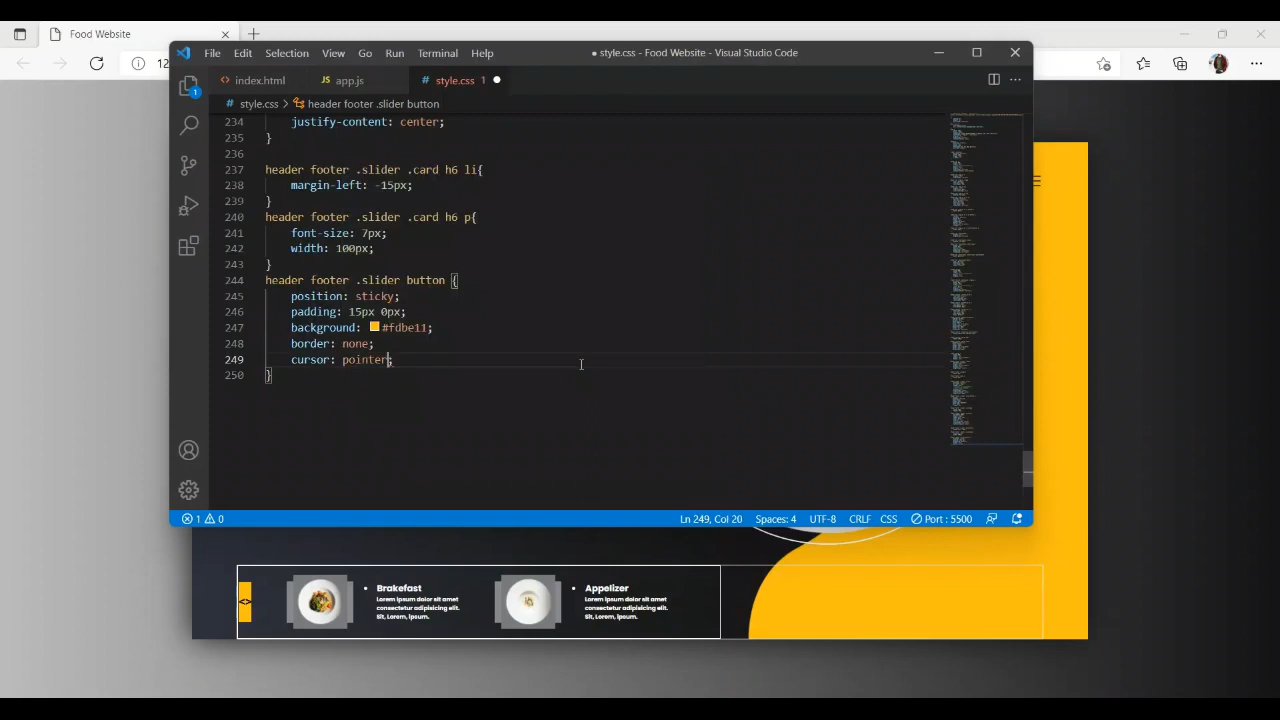 Food Website
12
File Edit Selection View Go Run Terminal Help
● style.css - Food Website - Visual Studio Code
index.html
app.js
style.css 1
style.css > header footer .slider button
234 justify-content: center;
235 }
236
237 header footer .slider .card h6 li{
238 margin-left: -15px;
239 }
240 header footer .slider .card h6 p{
241 font-size: 7px;
242 width: 100px;
243 }
244 header footer .slider button {
245 position: sticky;
246 padding: 15px 0px;
247 background: #fdbe11;
248 border: none;
249 cursor: pointer;
250 }
1
1 0
Ln 249, Col 20
Spaces: 4
UTF-8
CRLF
CSS
Port : 5500
<>
• Brakefast
Lorem ipsum dolor sit amet
consectetur adipisicing elit.
Sit, Lorem, ipsum.
• Appelizer
Lorem ipsum dolor sit amet
consectetur adipisicing elit.
Sit, Lorem, ipsum.